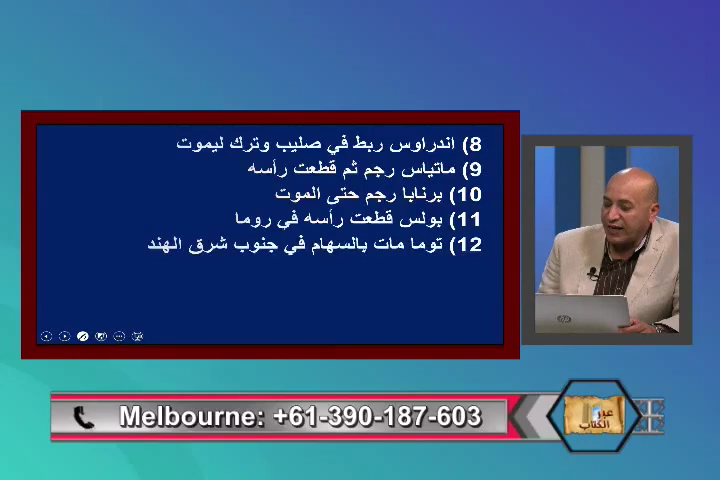 8) اندراوس ربط في صليب وترك ليموت
9) ماتياس رجم ثم قطعت رأسه
10) برنابا رجم حتى الموت
11) بولس قطعت رأسه في روما
12) توما مات بالسهام في جنوب شرق الهند
Melbourne: +61-390-187-603
عبر
الكتاب
hp